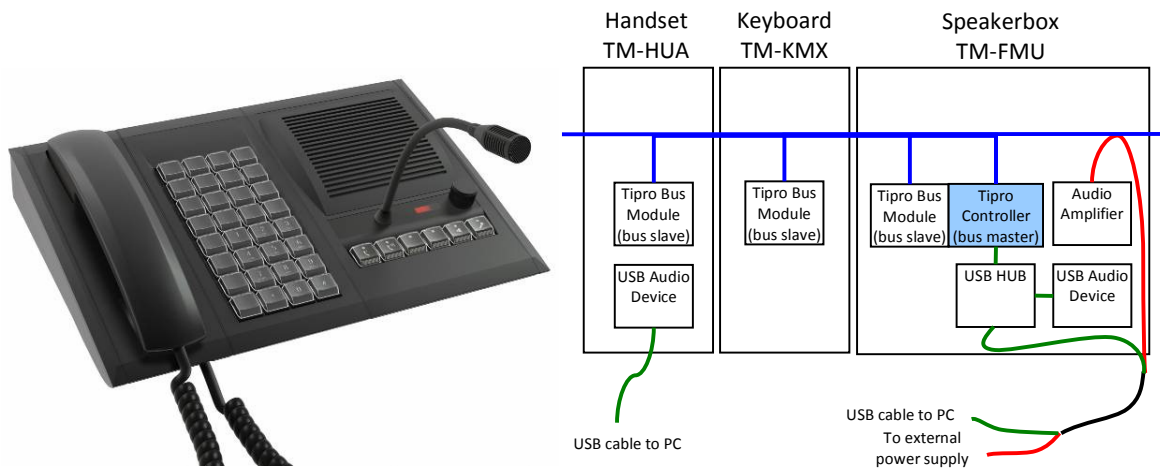 Handset
TM-HUA
Keyboard
TM-KMX
Speakerbox
TM-FMU
Tipro Bus
Module
(bus slave)
Tipro Bus
Module
(bus slave)
Tipro Bus
Module
(bus slave)
Tipro
Controller
(bus master)
Audio
Amplifier
USB Audio
Device
USB HUB
USB Audio
Device
USB cable to PC
USB cable to PC
To external
power supply